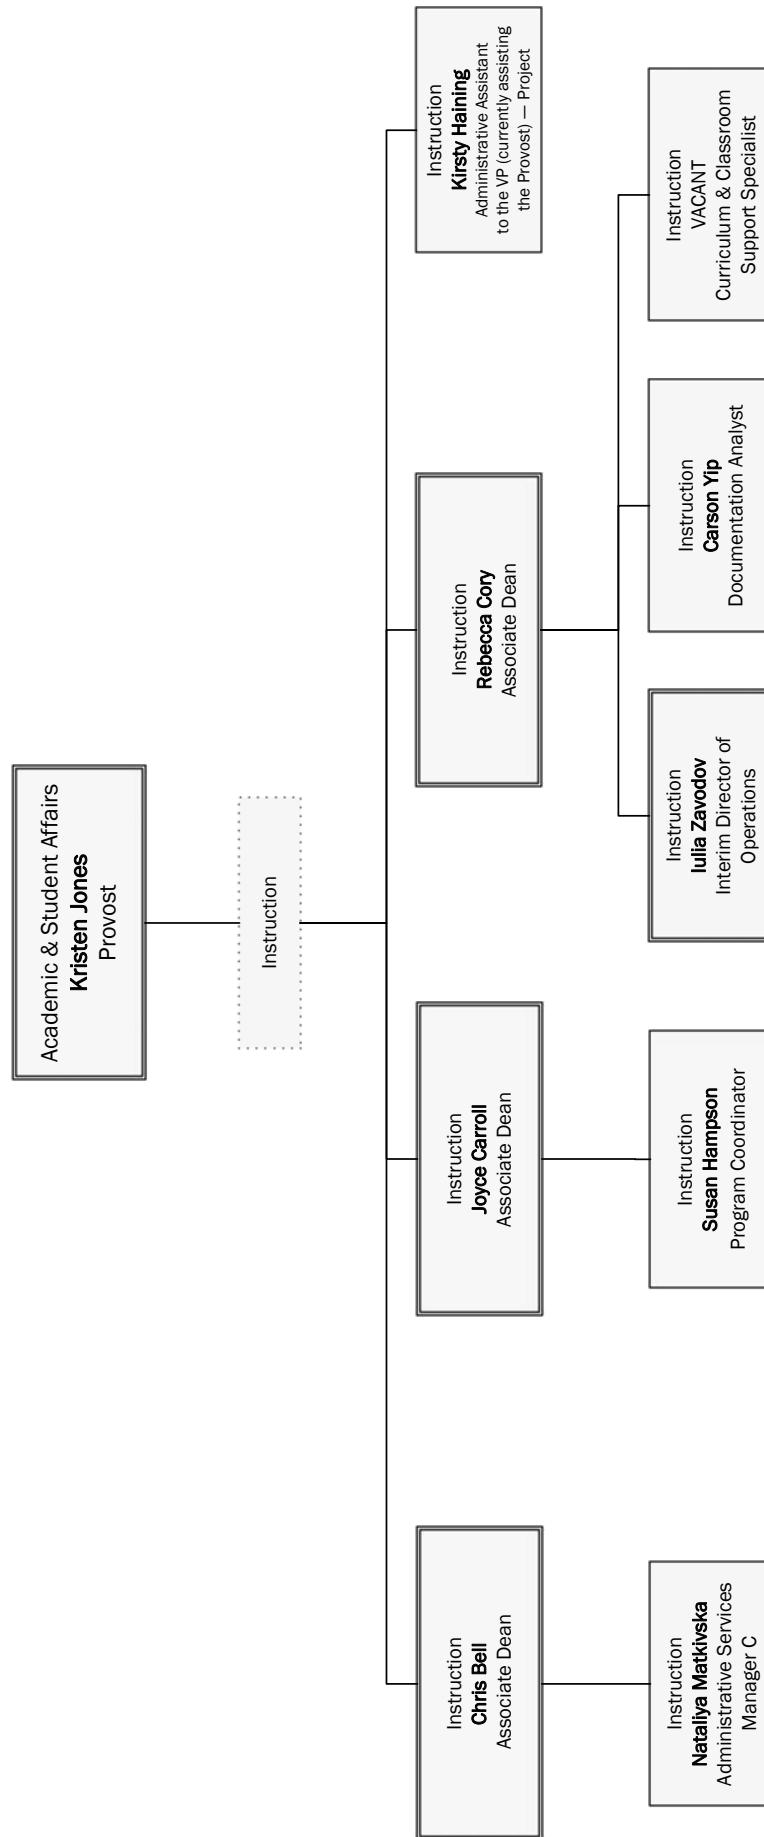 Academic & Student Affairs
Kristen Jones
Provost
Instruction
Instruction
Chris Bell
Associate Dean
Instruction
Joyce Carroll
Associate Dean
Instruction
Rebecca Cory
Associate Dean
Instruction
Kirsty Haining
Administrative Assistant
to the VP (currently assisting
the Provost) — Project
Instruction
Nataliya Matkivska
Administrative Services
Manager C
Instruction
Susan Hampson
Program Coordinator
Instruction
Iulia Zavodov
Interim Director of
Operations
Instruction
Carson Yip
Documentation Analyst
Instruction
VACANT
Curriculum & Classroom
Support Specialist